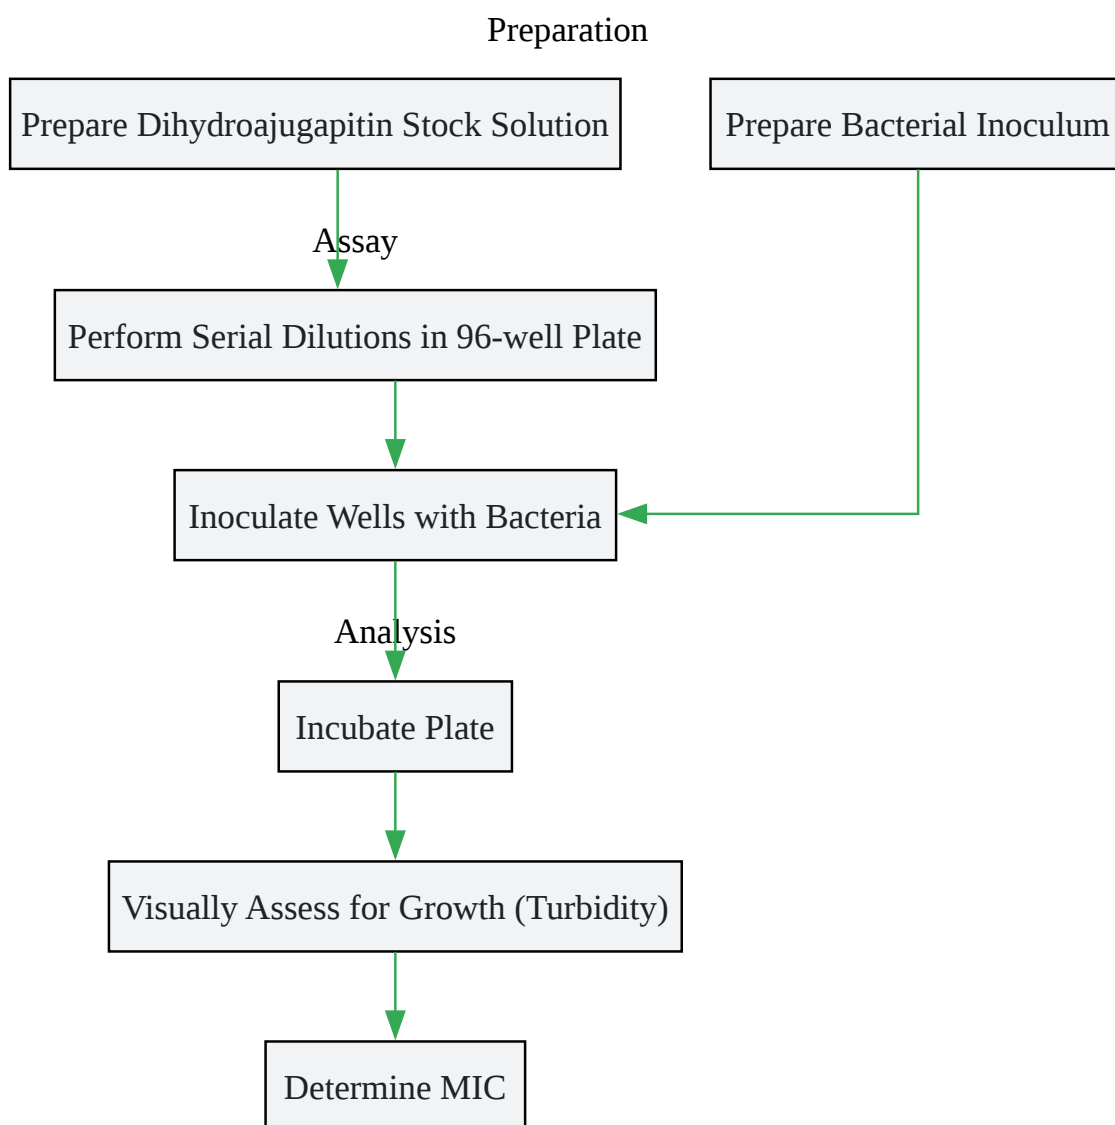 Preparation
Prepare Dihydroajugapitin Stock Solution
Prepare Bacterial Inoculum
Assay
Perform Serial Dilutions in 96-well Plate
Inoculate Wells with Bacteria
Analysis
Incubate Plate
Visually Assess for Growth (Turbidity)
Determine MIC